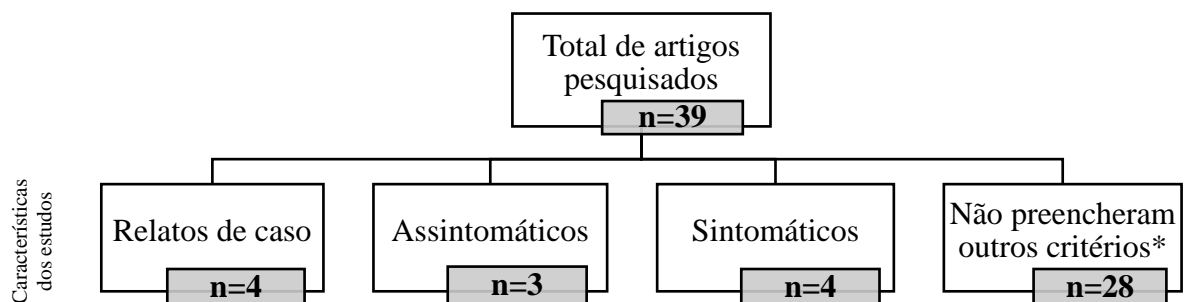 Total de artigos
pesquisados
n=39
Características
dos estudos
Relatos de caso
n=4
Assintomáticos
n=3
Sintomáticos
n=4
Não preencheram
outros critérios*
n=28